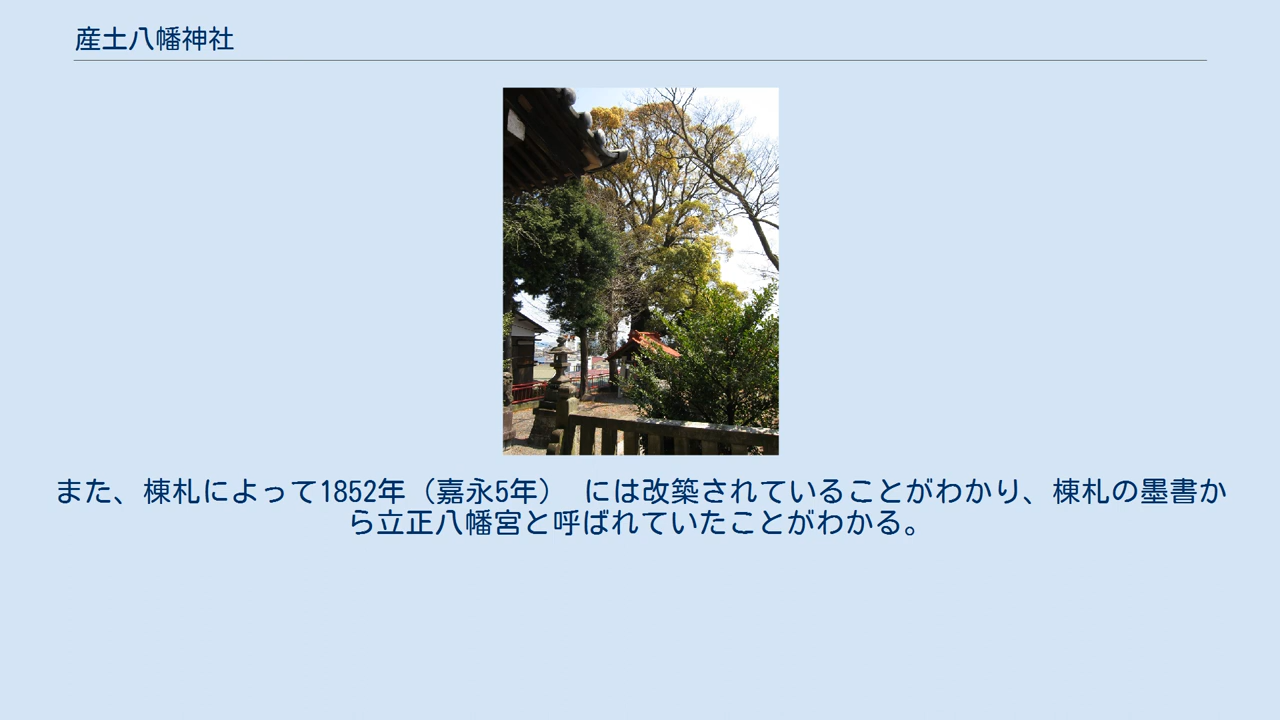 産土八幡神社
また、棟札によって1852年（嘉永5年）　には改築されていることがわかり、棟札の墨書か
ら立正八幡宮と呼ばれていたことがわかる。